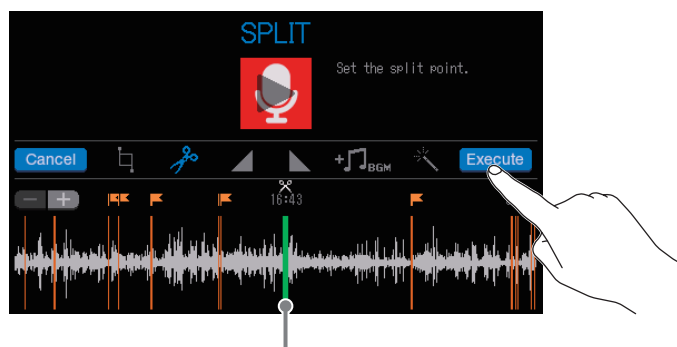 SPLIT
Set the split point.
Cancel
+ BGM
Execute
− +
16:43